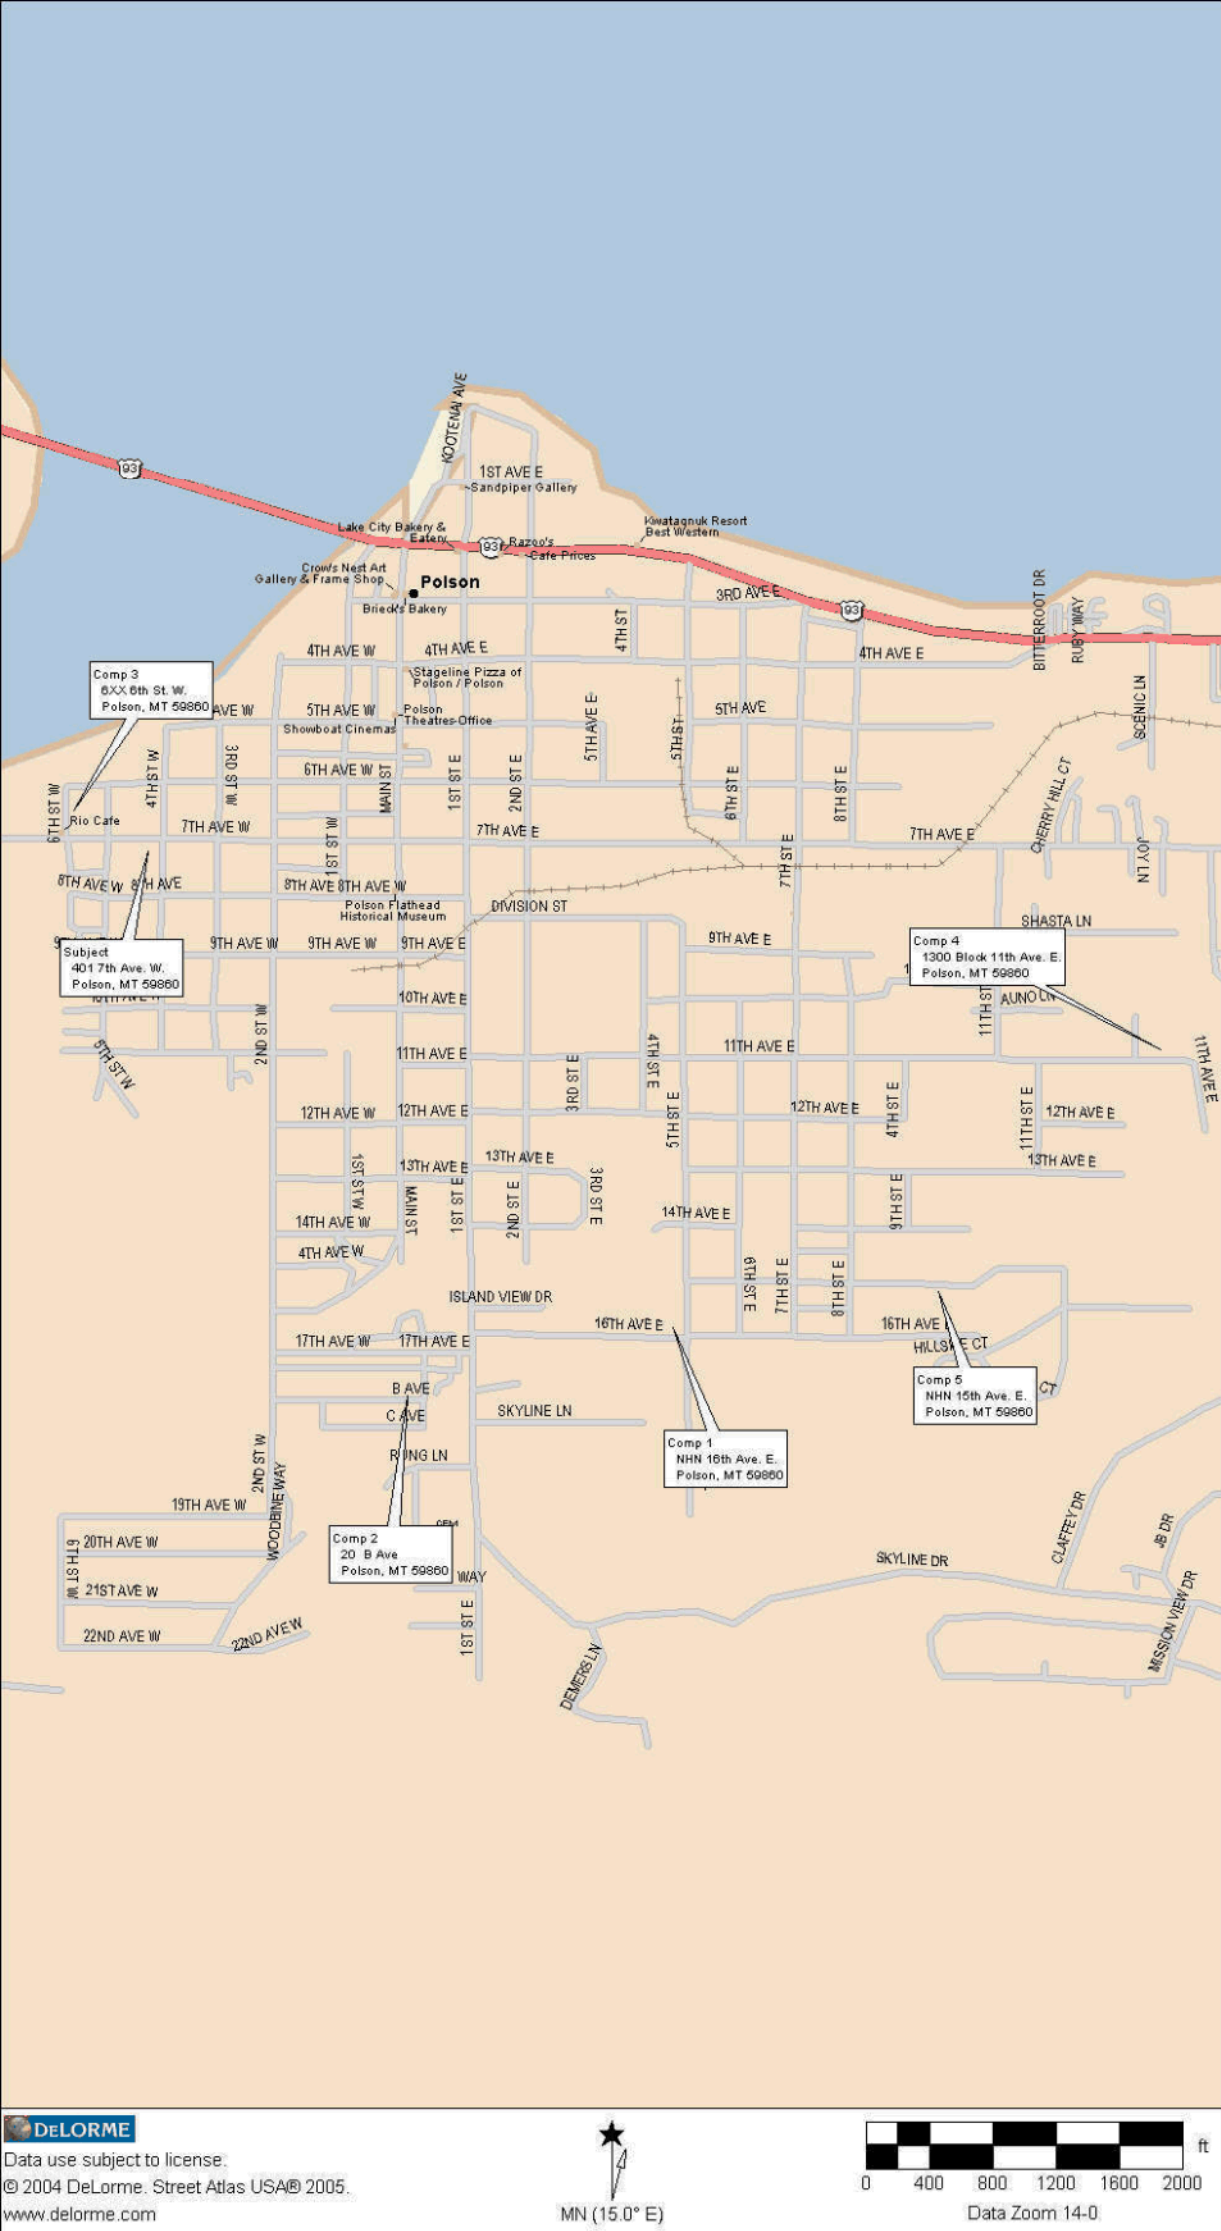 KOOTENAI AVE
93
1ST AVE E
Sandpiper Gallery
Lake City Bakery &
Eatery
93
Razoo's
Cafe Prices
Kwataqnuk Resort
Best Western
Crow's Nest Art
Gallery & Frame Shop
Polson
Brieck's Bakery
3RD AVE E
93
BITTERROOT DR
RUBY WAY
4TH ST
4TH AVE W
4TH AVE E
4TH AVE E
Stageline Pizza of
Polson / Polson
Comp 3
6XX 6th St. W.
Polson, MT 59860
AVE W
5TH AVE W
Polson
Theatres-Office
Showboat Cinemas
5TH AVE E
5TH ST
5TH AVE
SCENIC LN
3RD ST W
4TH ST W
6TH AVE W
MAIN ST
1ST ST E
2ND ST E
6TH ST E
8TH ST E
CHERRY HILL CT
6TH ST W
Rio Cafe
7TH AVE W
1ST ST W
7TH AVE E
7TH ST E
7TH AVE E
JOY LN
8TH AVE W
8TH AVE
8TH AVE
8TH AVE W
Polson Flathead
Historical Museum
DIVISION ST
SHASTA LN
9TH AVE W
9TH AVE W
9TH AVE E
9TH AVE E
Comp 4
1300 Block 11th Ave. E.
Polson, MT 59860
Subject
401 7th Ave. W.
Polson, MT 59860
10TH AVE W
10TH AVE E
11TH ST
AUNO LN
2ND ST W
5TH ST W
11TH AVE E
3RD ST E
4TH ST E
11TH AVE E
11TH AVE E
12TH AVE W
12TH AVE E
5TH ST E
12TH AVE E
4TH ST E
11TH ST E
12TH AVE E
1ST ST W
13TH AVE E
13TH AVE E
13TH AVE E
MAIN ST
1ST ST E
2ND ST E
3RD ST E
14TH AVE W
14TH AVE E
9TH ST E
4TH AVE W
6TH ST E
7TH ST E
8TH ST E
ISLAND VIEW DR
16TH AVE E
16TH AVE
17TH AVE W
17TH AVE E
HILLSIDE CT
Comp 5
NHN 15th Ave. E.
Polson, MT 59860
CT
B AVE
C AVE
SKYLINE LN
Comp 1
NHN 16th Ave. E.
Polson, MT 59860
RUNG LN
2ND ST W
WOODBINE WAY
19TH AVE W
20TH AVE W
6TH ST W
21ST AVE W
22ND AVE W
22ND AVE W
Comp 2
20 B Ave
Polson, MT 59860
WAY
1ST ST E
DEMERS LN
SKYLINE DR
CLAFFEY DR
JB DR
MISSION VIEW DR
DELORME
Data use subject to license.
© 2004 DeLorme. Street Atlas USA® 2005.
www.delorme.com
MN (15.0° E)
ft
0 400 800 1200 1600 2000
Data Zoom 14-0